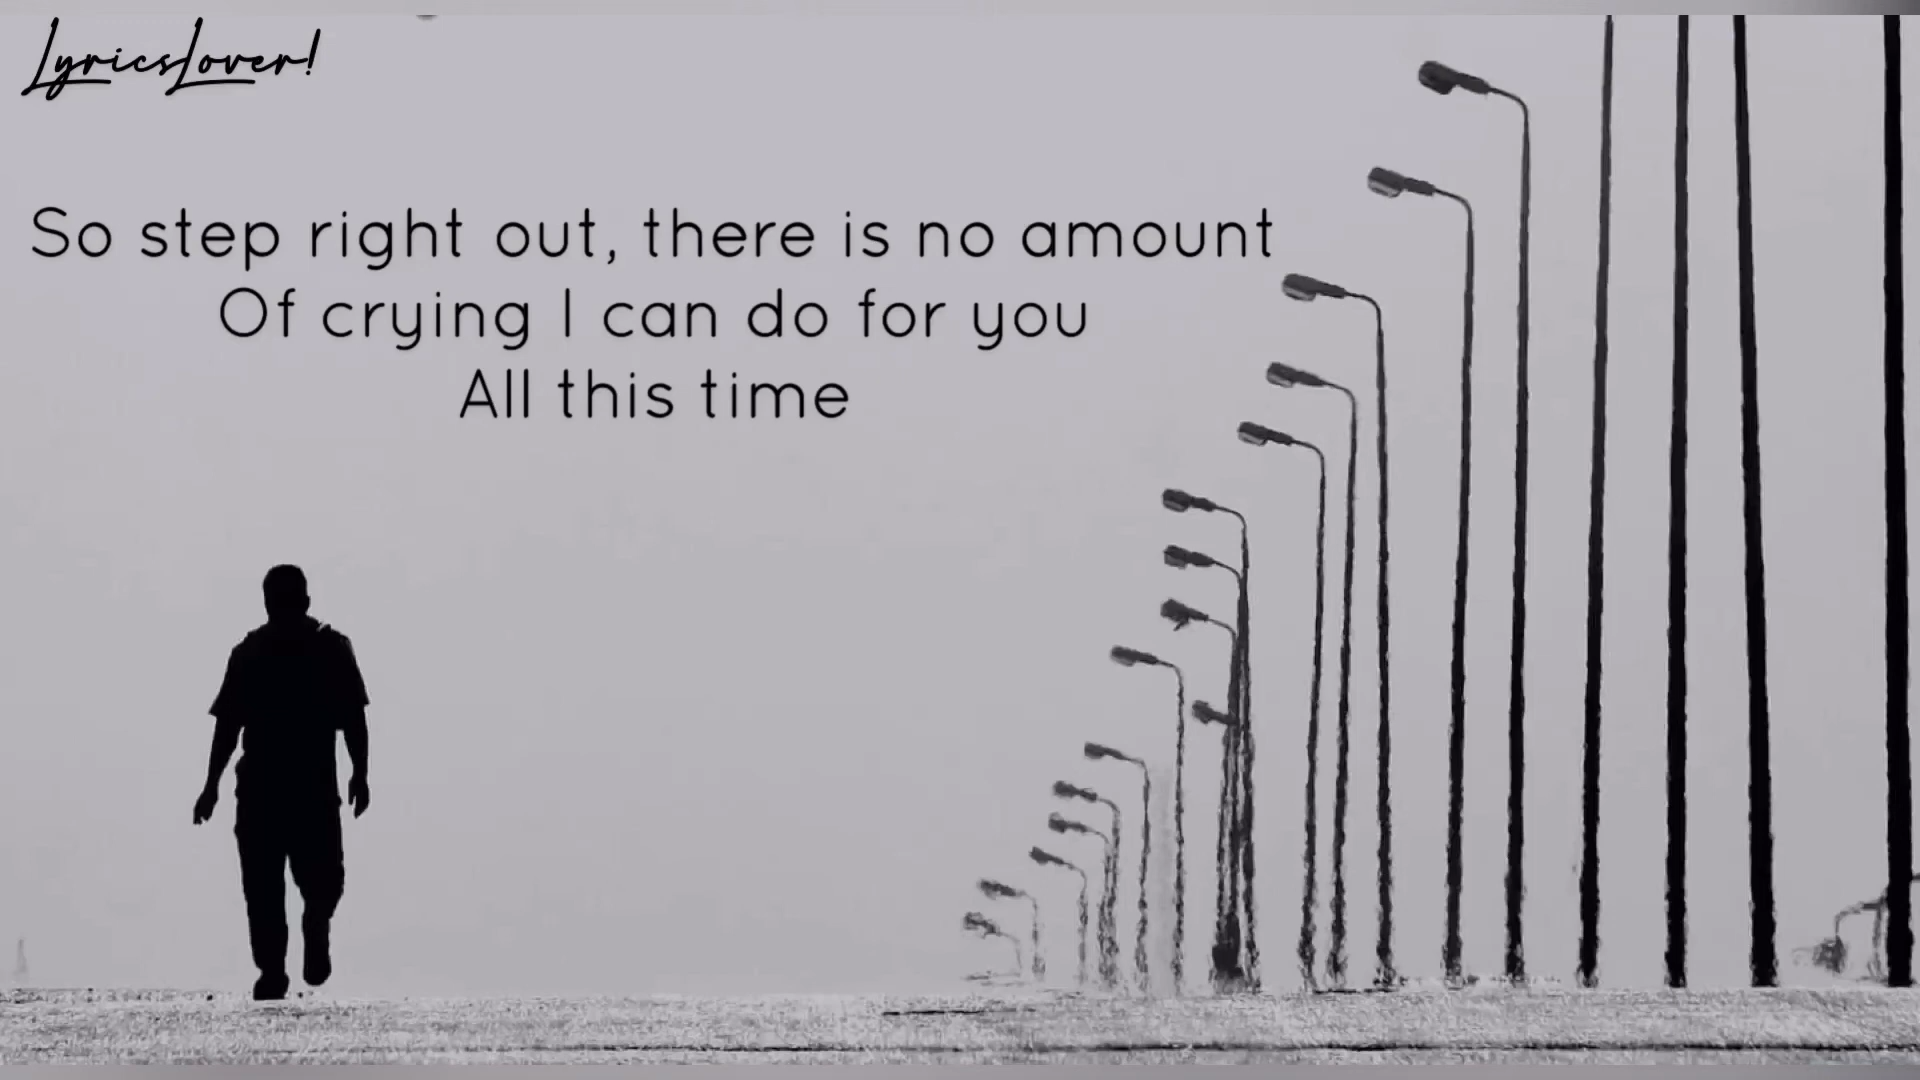 LyricsLover!
So step right out, there is no amount
Of crying I can do for you
All this time